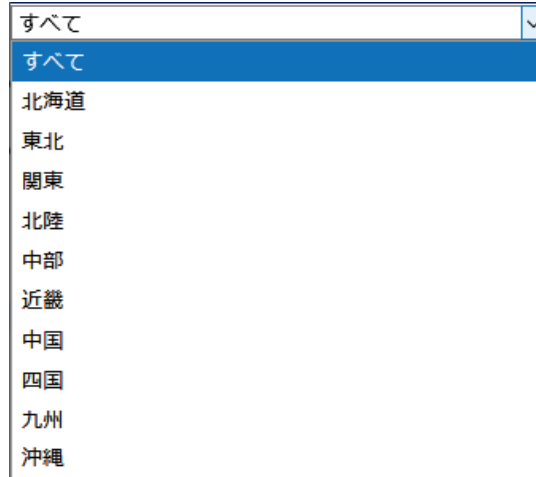 すべて
すべて
北海道
東北
関東
北陸
中部
近畿
中国
四国
九州
沖縄